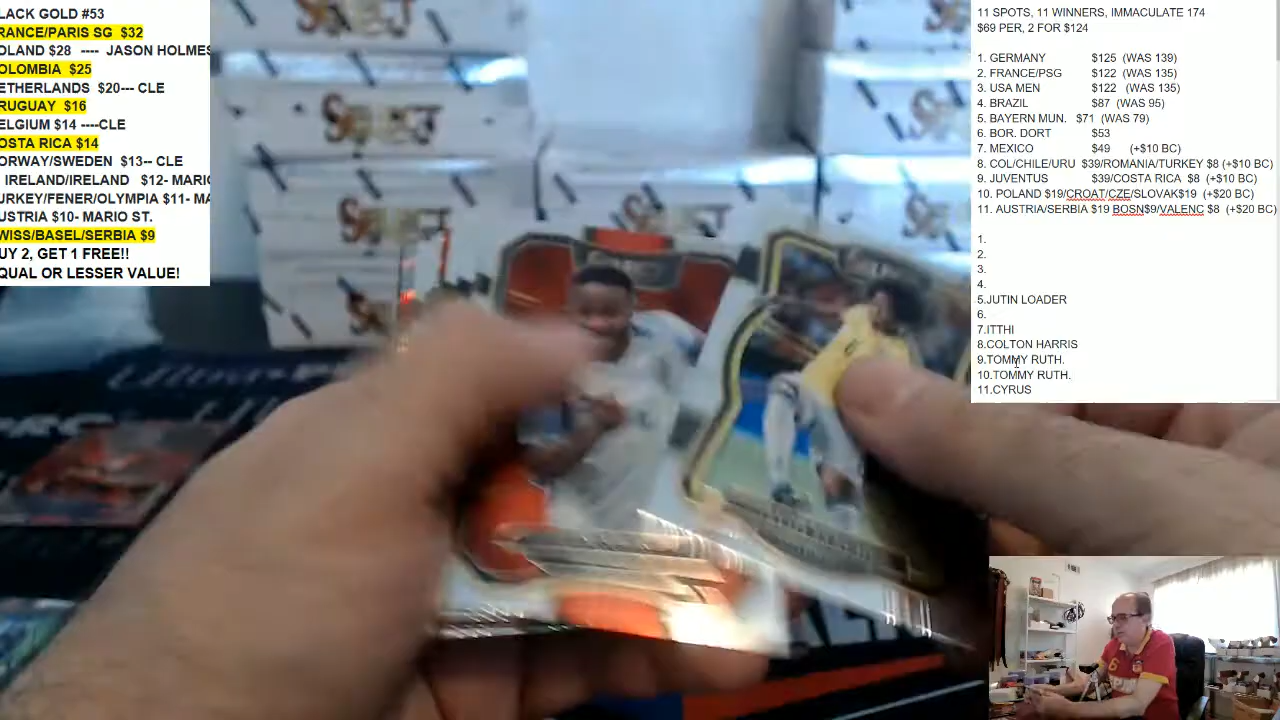 LACK GOLD #53
RANCE/PARIS SG $32
OLAND $28 ---- JASON HOLMES
OLOMBIA $25
ETHERLANDS $20--- CLE
RUGUAY $16
ELGIUM $14 ----CLE
OSTA RICA $14
ORWAY/SWEDEN $13-- CLE
IRELAND/IRELAND $12- MARIO
URKEY/FENER/OLYMPIA $11- MA
USTRIA $10- MARIO ST.
WISS/BASEL/SERBIA $9
UY 2, GET 1 FREE!!
QUAL OR LESSER VALUE!
11 SPOTS, 11 WINNERS, IMMACULATE 174
$69 PER, 2 FOR $124
1. GERMANY $125 (WAS 139)
2. FRANCE/PSG $122 (WAS 135)
3. USA MEN $122 (WAS 135)
4. BRAZIL $87 (WAS 95)
5. BAYERN MUN. $71 (WAS 79)
6. BOR. DORT $53
7. MEXICO $49 (+$10 BC)
8. COL/CHILE/URU $39/ROMANIA/TURKEY $8 (+$10 BC)
9. JUVENTUS $39/COSTA RICA $8 (+$10 BC)
10. POLAND $19/CROAT/CZE/SLOVAK$19 (+$20 BC)
11. AUSTRIA/SERBIA $19 BOSN$9/VALENC $8 (+$20 BC)
1.
2.
3.
4.
5.JUTIN LOADER
6.
7.ITTHI
8.COLTON HARRIS
9.TOMMY RUTH.
10.TOMMY RUTH.
11.CYRUS
SELECT
SELECT
SELECT
SELECT
SELECT